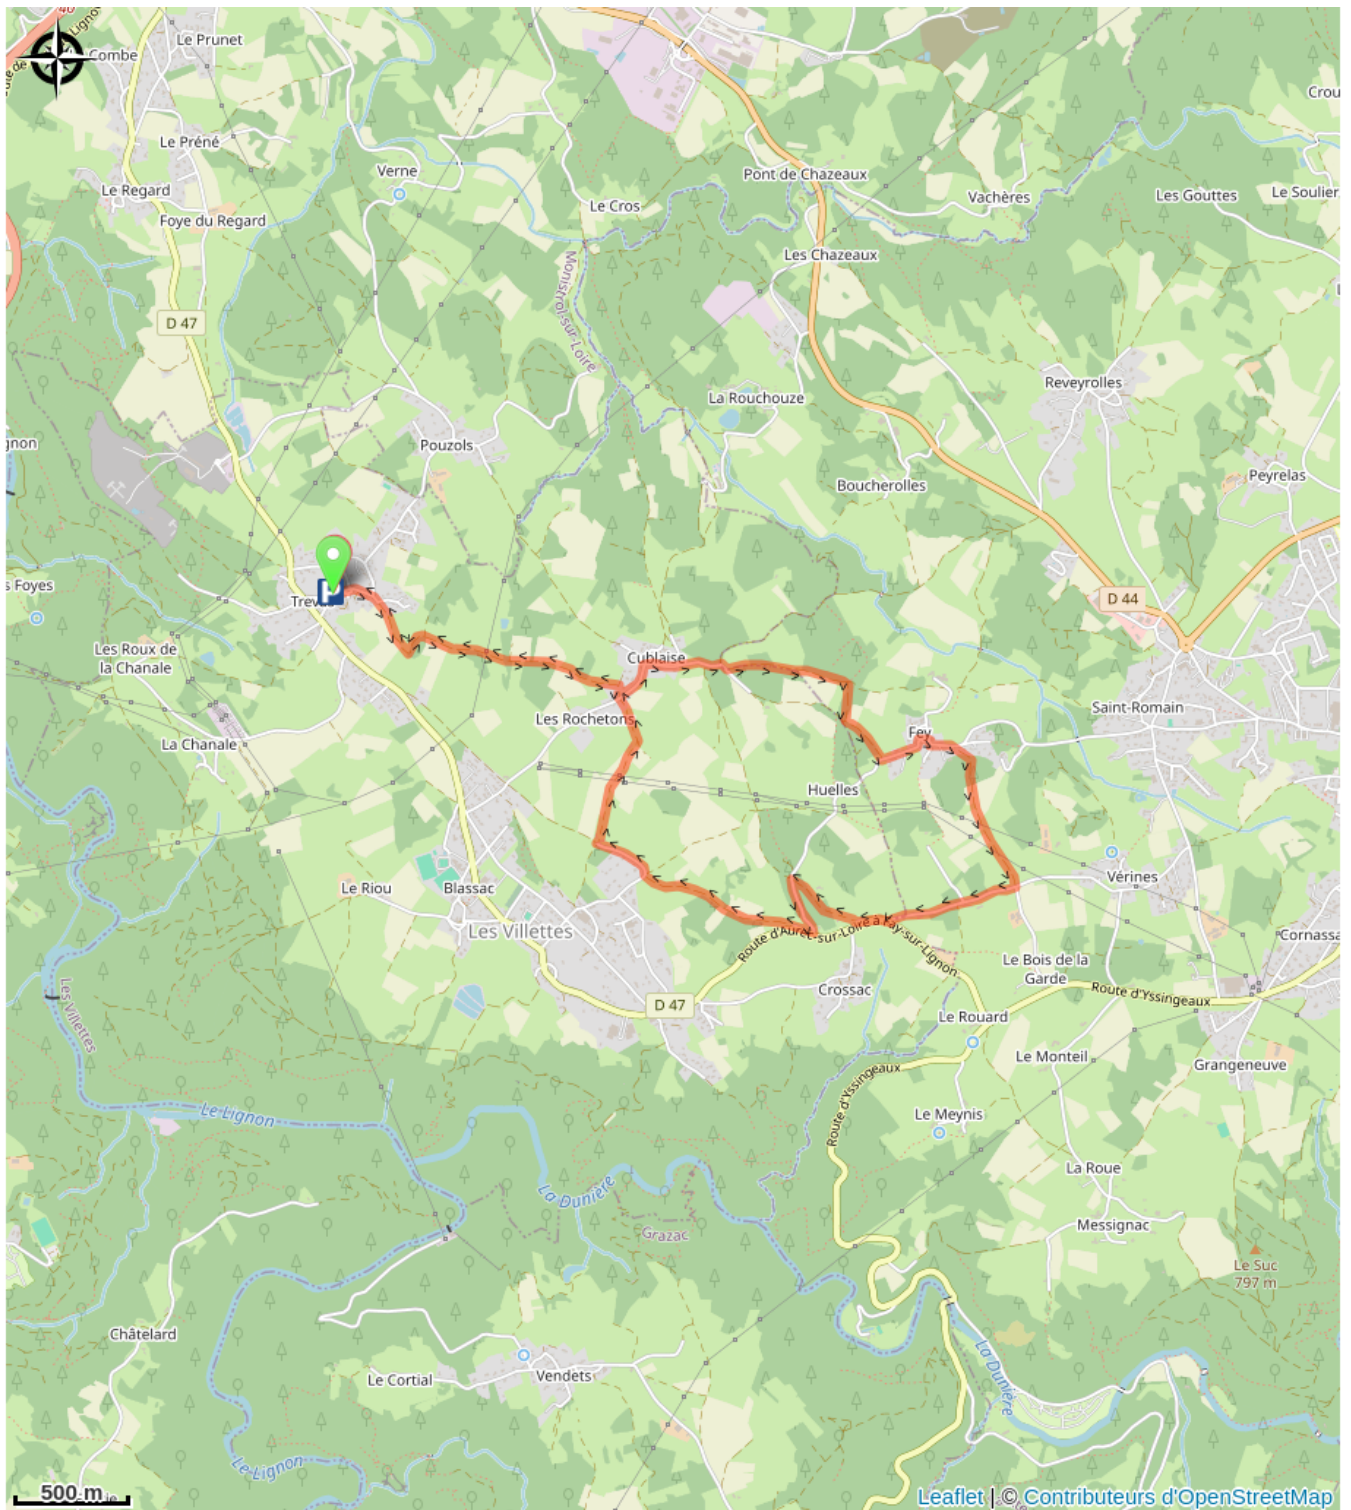 40
Le Prunet
Combe
Crou
Le Préné
Verne
Pont de Chazeaux
Le Regard
Vachères
Les Gouttes
Le Soulier
Le Cros
Foye du Regard
Les Chazeaux
Monistrol-sur-Loire
D 47
Reveyrolles
La Rouchouze
Pouzols
gnon
Peyrelas
Boucherolles
P
s Foyes
D 44
Les Roux de
la Chanale
Cublaise
Saint-Romain
Les Rochetons
Fey
La Chanale
Huelles
Vérines
Le Riou
Blassac
Les Villettes
Route d'Aurec-sur-Loire à Fay-sur-Lignon
Cornassa
Le Bois de la
Garde
Crossac
Route d'Yssingeaux
Les Villettes
D 47
Le Rouard
Le Monteil
Grangeneuve
Route d'Yssingeaux
Le Lignon
Le Meynis
La Roue
La Dunière
Messignac
Grazac
Le Suc
797 m
Châtelard
La Dunière
Le Cortial
Vendets
Le Lignon
500 m
Leaflet | © Contributeurs d'OpenStreetMap